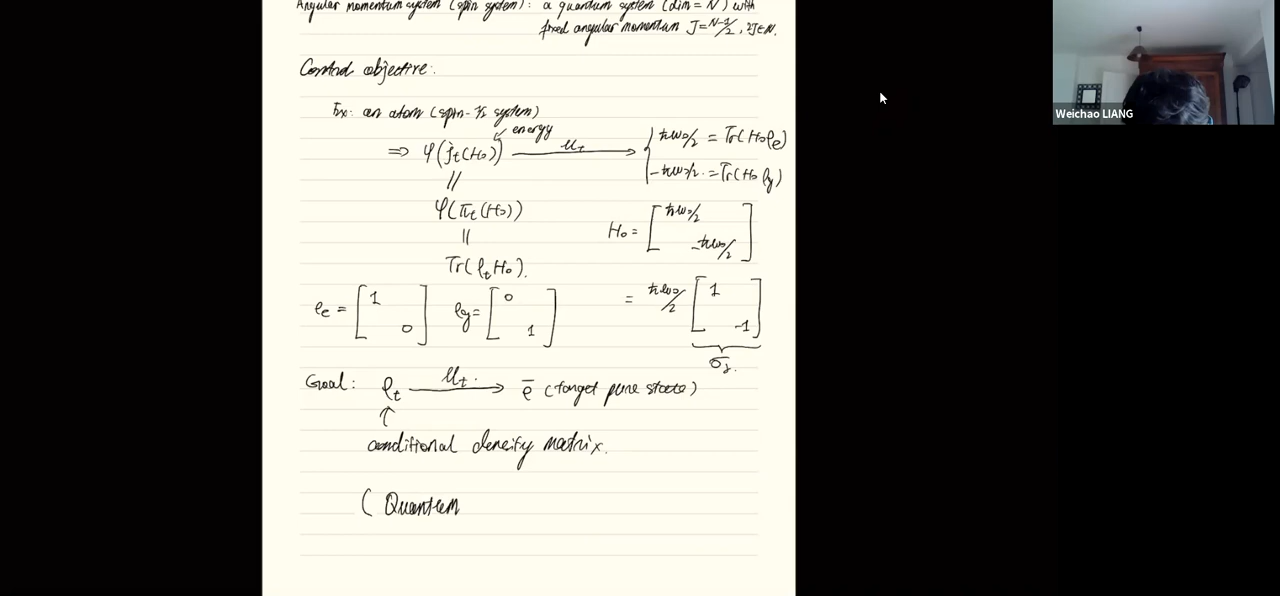 Angular momentum system (spin system): a quantum system (dim = N) with
fixed angular momentum J = N-1/2, 2J∈N.
Control objective:
Ex: an atom (spin-1/2 system)
energy
⇒ φ(j_t(H₀)) —u_t→ { ħω₀/2 = Tr(H₀ρ_e)
-ħω₀/2 = Tr(H₀ρ_g)
||
φ(π_t(H₀))
||
Tr(ρ_t H₀).
H₀ = [ ħω₀/2
-ħω₀/2 ]
ρ_e = [ 1
0 ]
ρ_g = [ 0
1 ]
= ħω₀/2 [ 1
-1 ]
σ_z.
Goal: ρ_t —u_t→ ρ̄ (target pure state)
↑
conditional density matrix.
( Quantum
Weichao LIANG